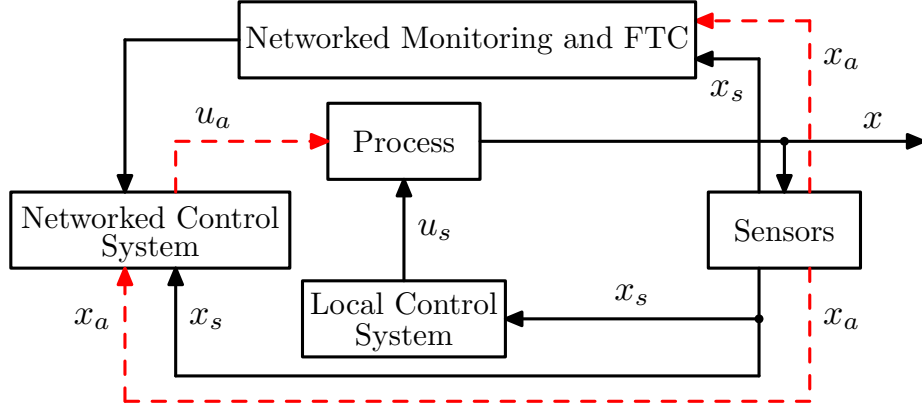 Networked Monitoring and FTC
x_a
x_s
u_a
Process
x
Networked Control
System
u_s
Sensors
Local Control
System
x_s
x_a
x_s
x_a